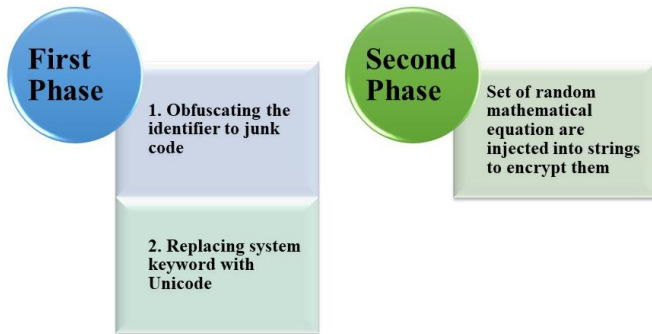 First
Phase
1. Obfuscating the
identifier to junk
code
2. Replacing system
keyword with
Unicode
Second
Phase
Set of random
mathematical
equation are
injected into strings
to encrypt them